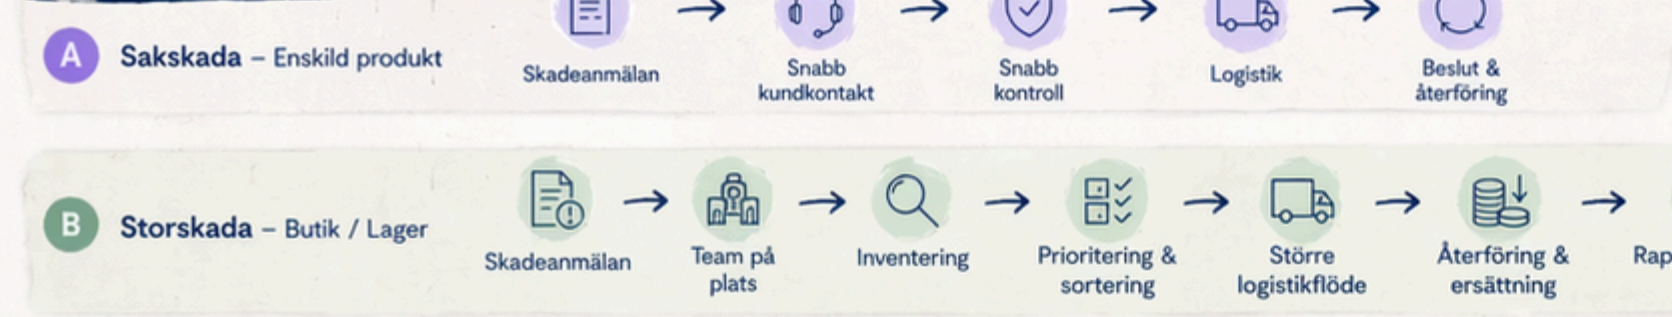 A
Sakskada – Enskild produkt
Skadeanmälan
Snabb
kundkontakt
Snabb
kontroll
Logistik
Beslut &
återföring
B
Storskada – Butik / Lager
Skadeanmälan
Team på
plats
Inventering
Prioritering &
sortering
Större
logistikflöde
Återföring &
ersättning
Rap